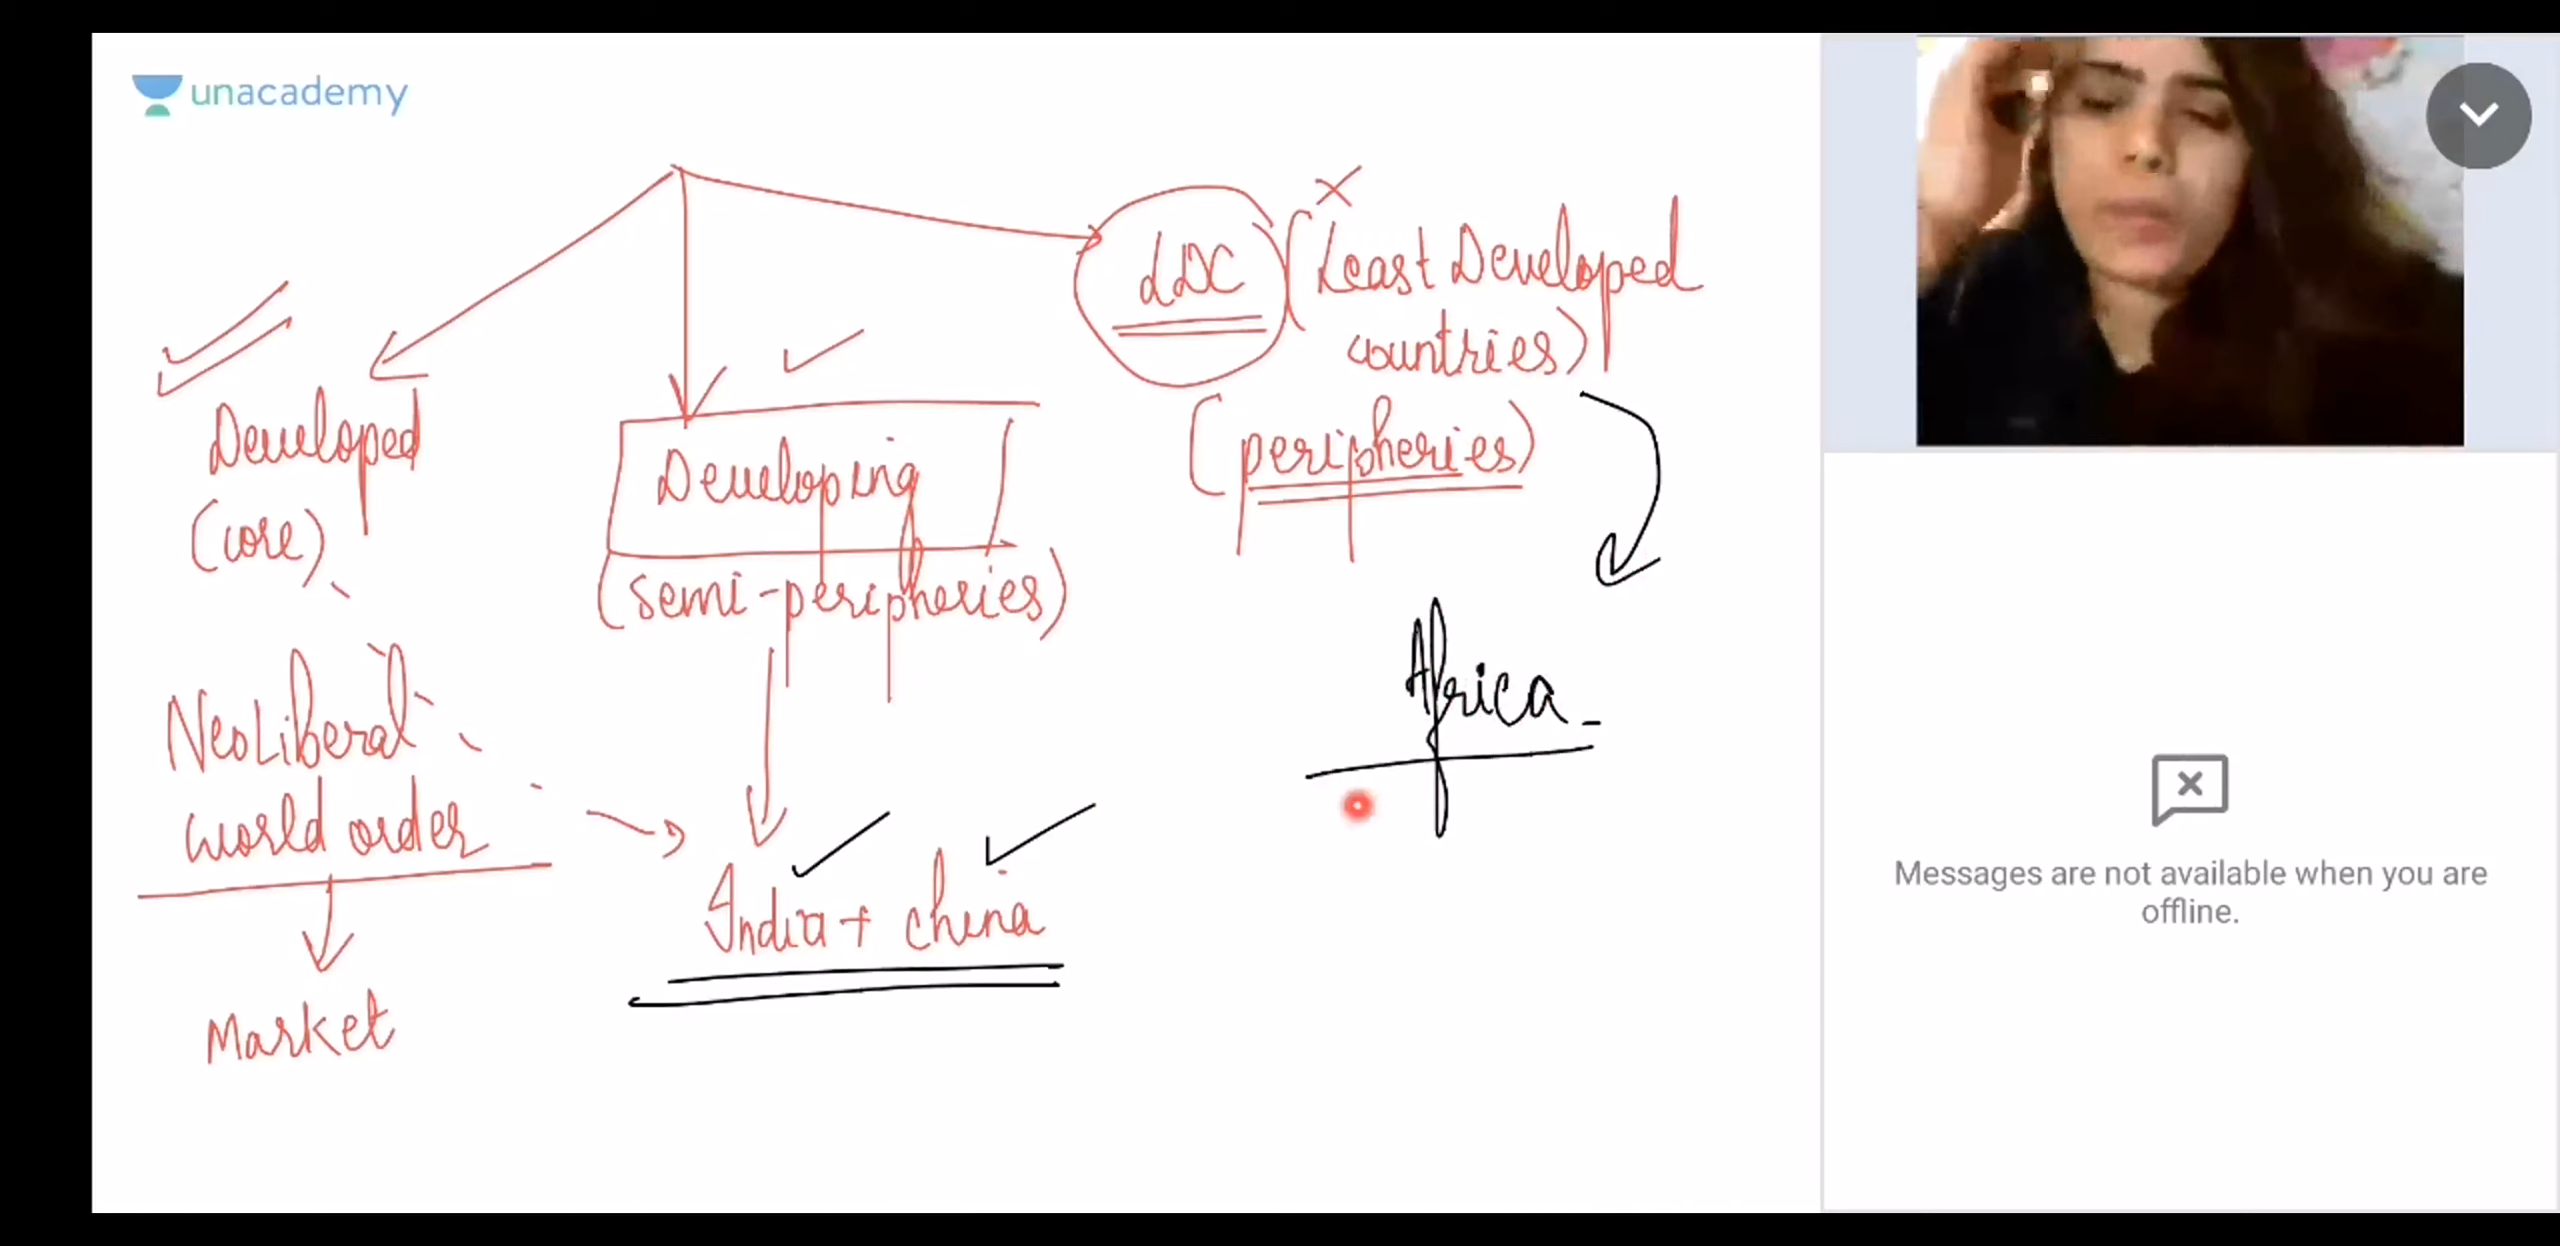 unacademy
LDC (Least Developed
countries)
(peripheries)
Developed
(core)
Developing
(semi-peripheries)
Africa
NeoLiberal
world order
India + china
Market
Messages are not available when you are
offline.